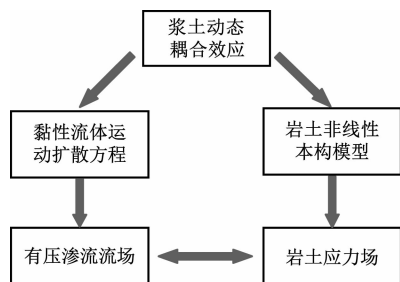 浆土动态
耦合效应
黏性流体运
动扩散方程
岩土非线性
本构模型
有压渗流流场
岩土应力场